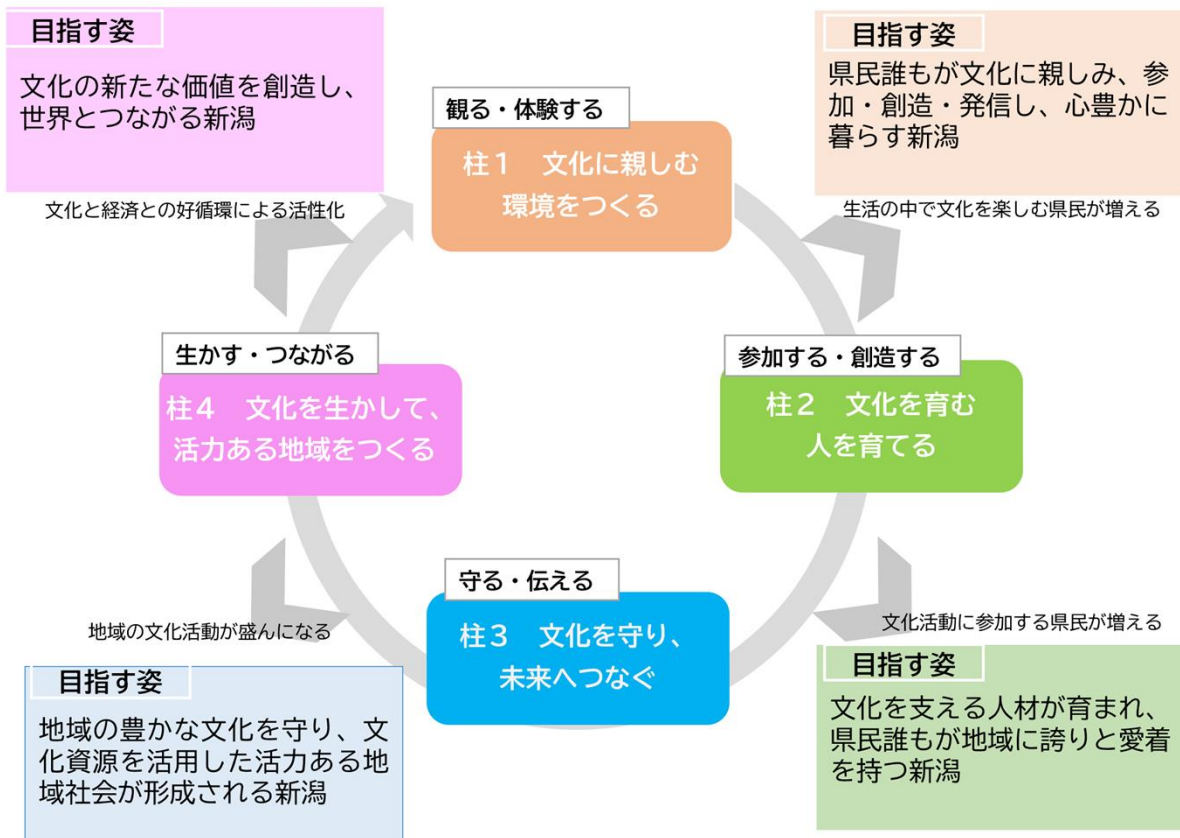 目指す姿
文化の新たな価値を創造し、
世界とつながる新潟
文化と経済との好循環による活性化
目指す姿
県民誰もが文化に親しみ、参
加・創造・発信し、心豊かに
暮らす新潟
生活の中で文化を楽しむ県民が増える
観る・体験する
柱１　文化に親しむ
環境をつくる
参加する・創造する
柱２　文化を育む
人を育てる
守る・伝える
柱３　文化を守り、
未来へつなぐ
生かす・つながる
柱４　文化を生かして、
活力ある地域をつくる
地域の文化活動が盛んになる
目指す姿
地域の豊かな文化を守り、文
化資源を活用した活力ある地
域社会が形成される新潟
文化活動に参加する県民が増える
目指す姿
文化を支える人材が育まれ、
県民誰もが地域に誇りと愛着
を持つ新潟